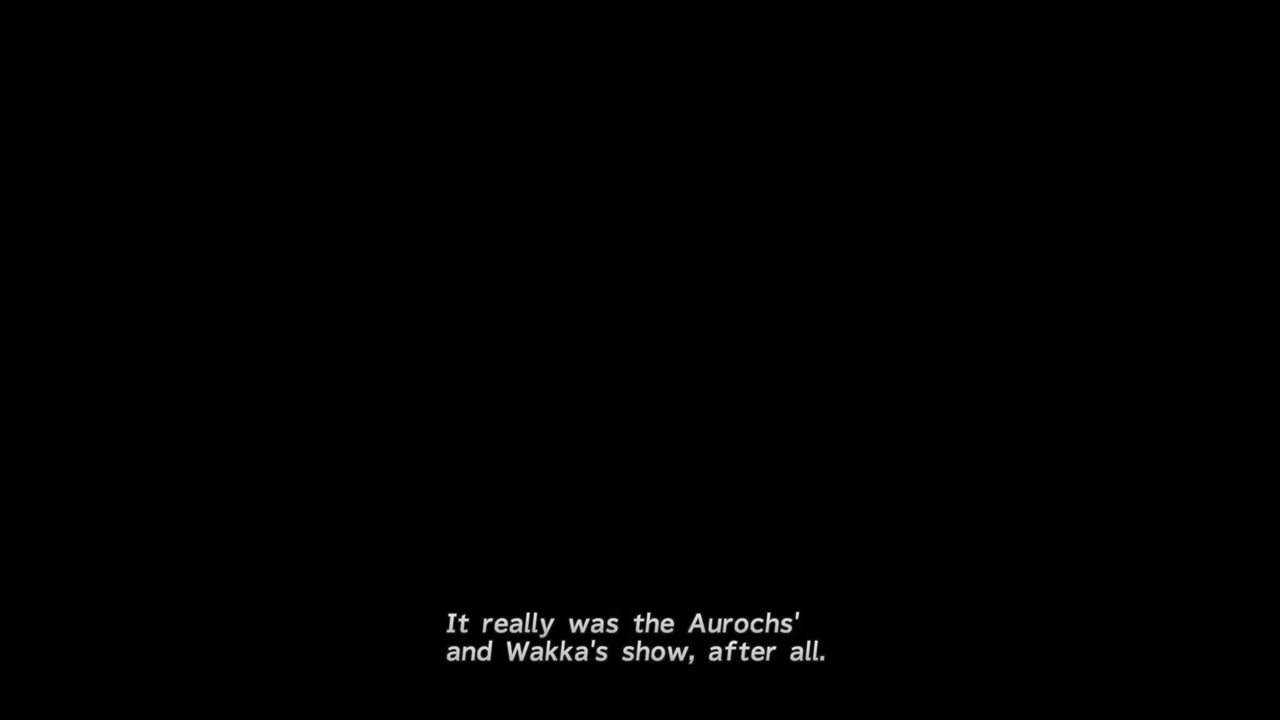 It really was the Aurochs'
and Wakka's show, after all.